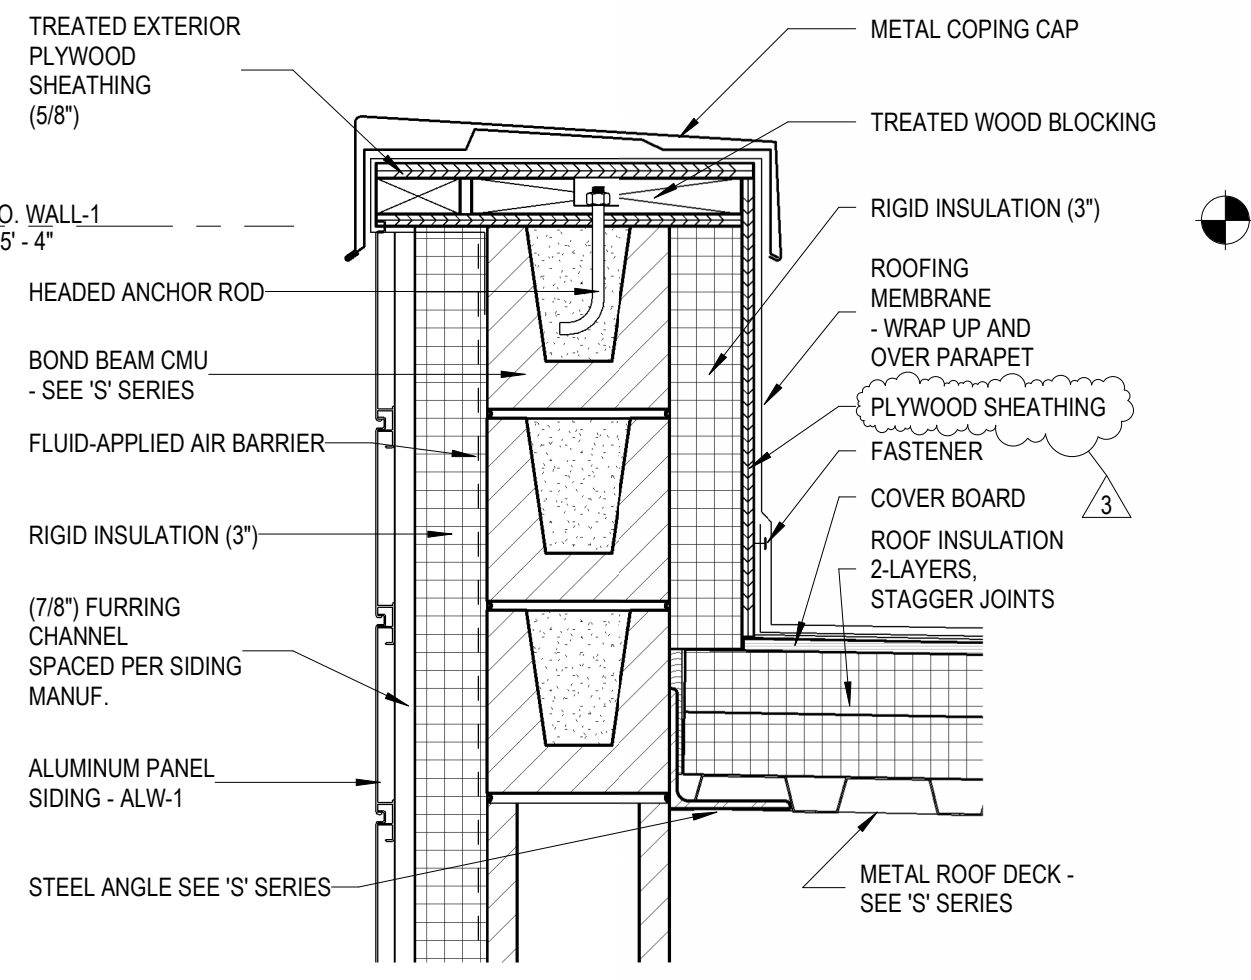 TREATED EXTERIOR
PLYWOOD
SHEATHING
(5/8")
O. WALL-1
5' - 4"
HEADED ANCHOR ROD
BOND BEAM CMU
- SEE 'S' SERIES
FLUID-APPLIED AIR BARRIER
RIGID INSULATION (3")
(7/8") FURRING
CHANNEL
SPACED PER SIDING
MANUF.
ALUMINUM PANEL
SIDING - ALW-1
STEEL ANGLE SEE 'S' SERIES
METAL COPING CAP
TREATED WOOD BLOCKING
RIGID INSULATION (3")
ROOFING
MEMBRANE
- WRAP UP AND
OVER PARAPET
PLYWOOD SHEATHING
FASTENER
3
COVER BOARD
ROOF INSULATION
2-LAYERS,
STAGGER JOINTS
METAL ROOF DECK -
SEE 'S' SERIES